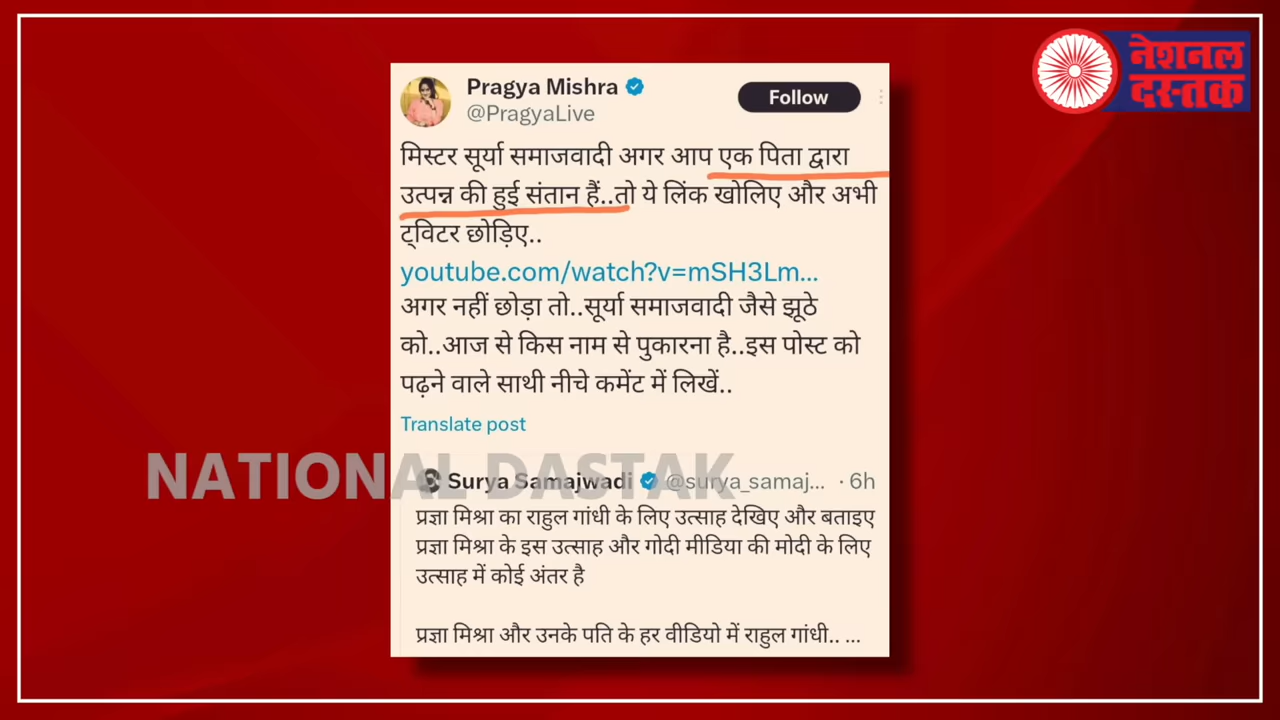 नेशनल
दस्तक
Pragya Mishra
@PragyaLive
Follow
मिस्टर सूर्या समाजवादी अगर आप एक पिता द्वारा
उत्पन्न की हुई संतान हैं..तो ये लिंक खोलिए और अभी
ट्विटर छोड़िए..
youtube.com/watch?v=mSH3Lm...
अगर नहीं छोड़ा तो..सूर्या समाजवादी जैसे झूठे
को..आज से किस नाम से पुकारना है..इस पोस्ट को
पढ़ने वाले साथी नीचे कमेंट में लिखें..
Translate post
NATIONAL DASTAK
Surya Samajwadi @surya_samaj... · 6h
प्रज्ञा मिश्रा का राहुल गांधी के लिए उत्साह देखिए और बताइए
प्रज्ञा मिश्रा के इस उत्साह और गोदी मीडिया की मोदी के लिए
उत्साह में कोई अंतर है
प्रज्ञा मिश्रा और उनके पति के हर वीडियो में राहुल गांधी.. ...